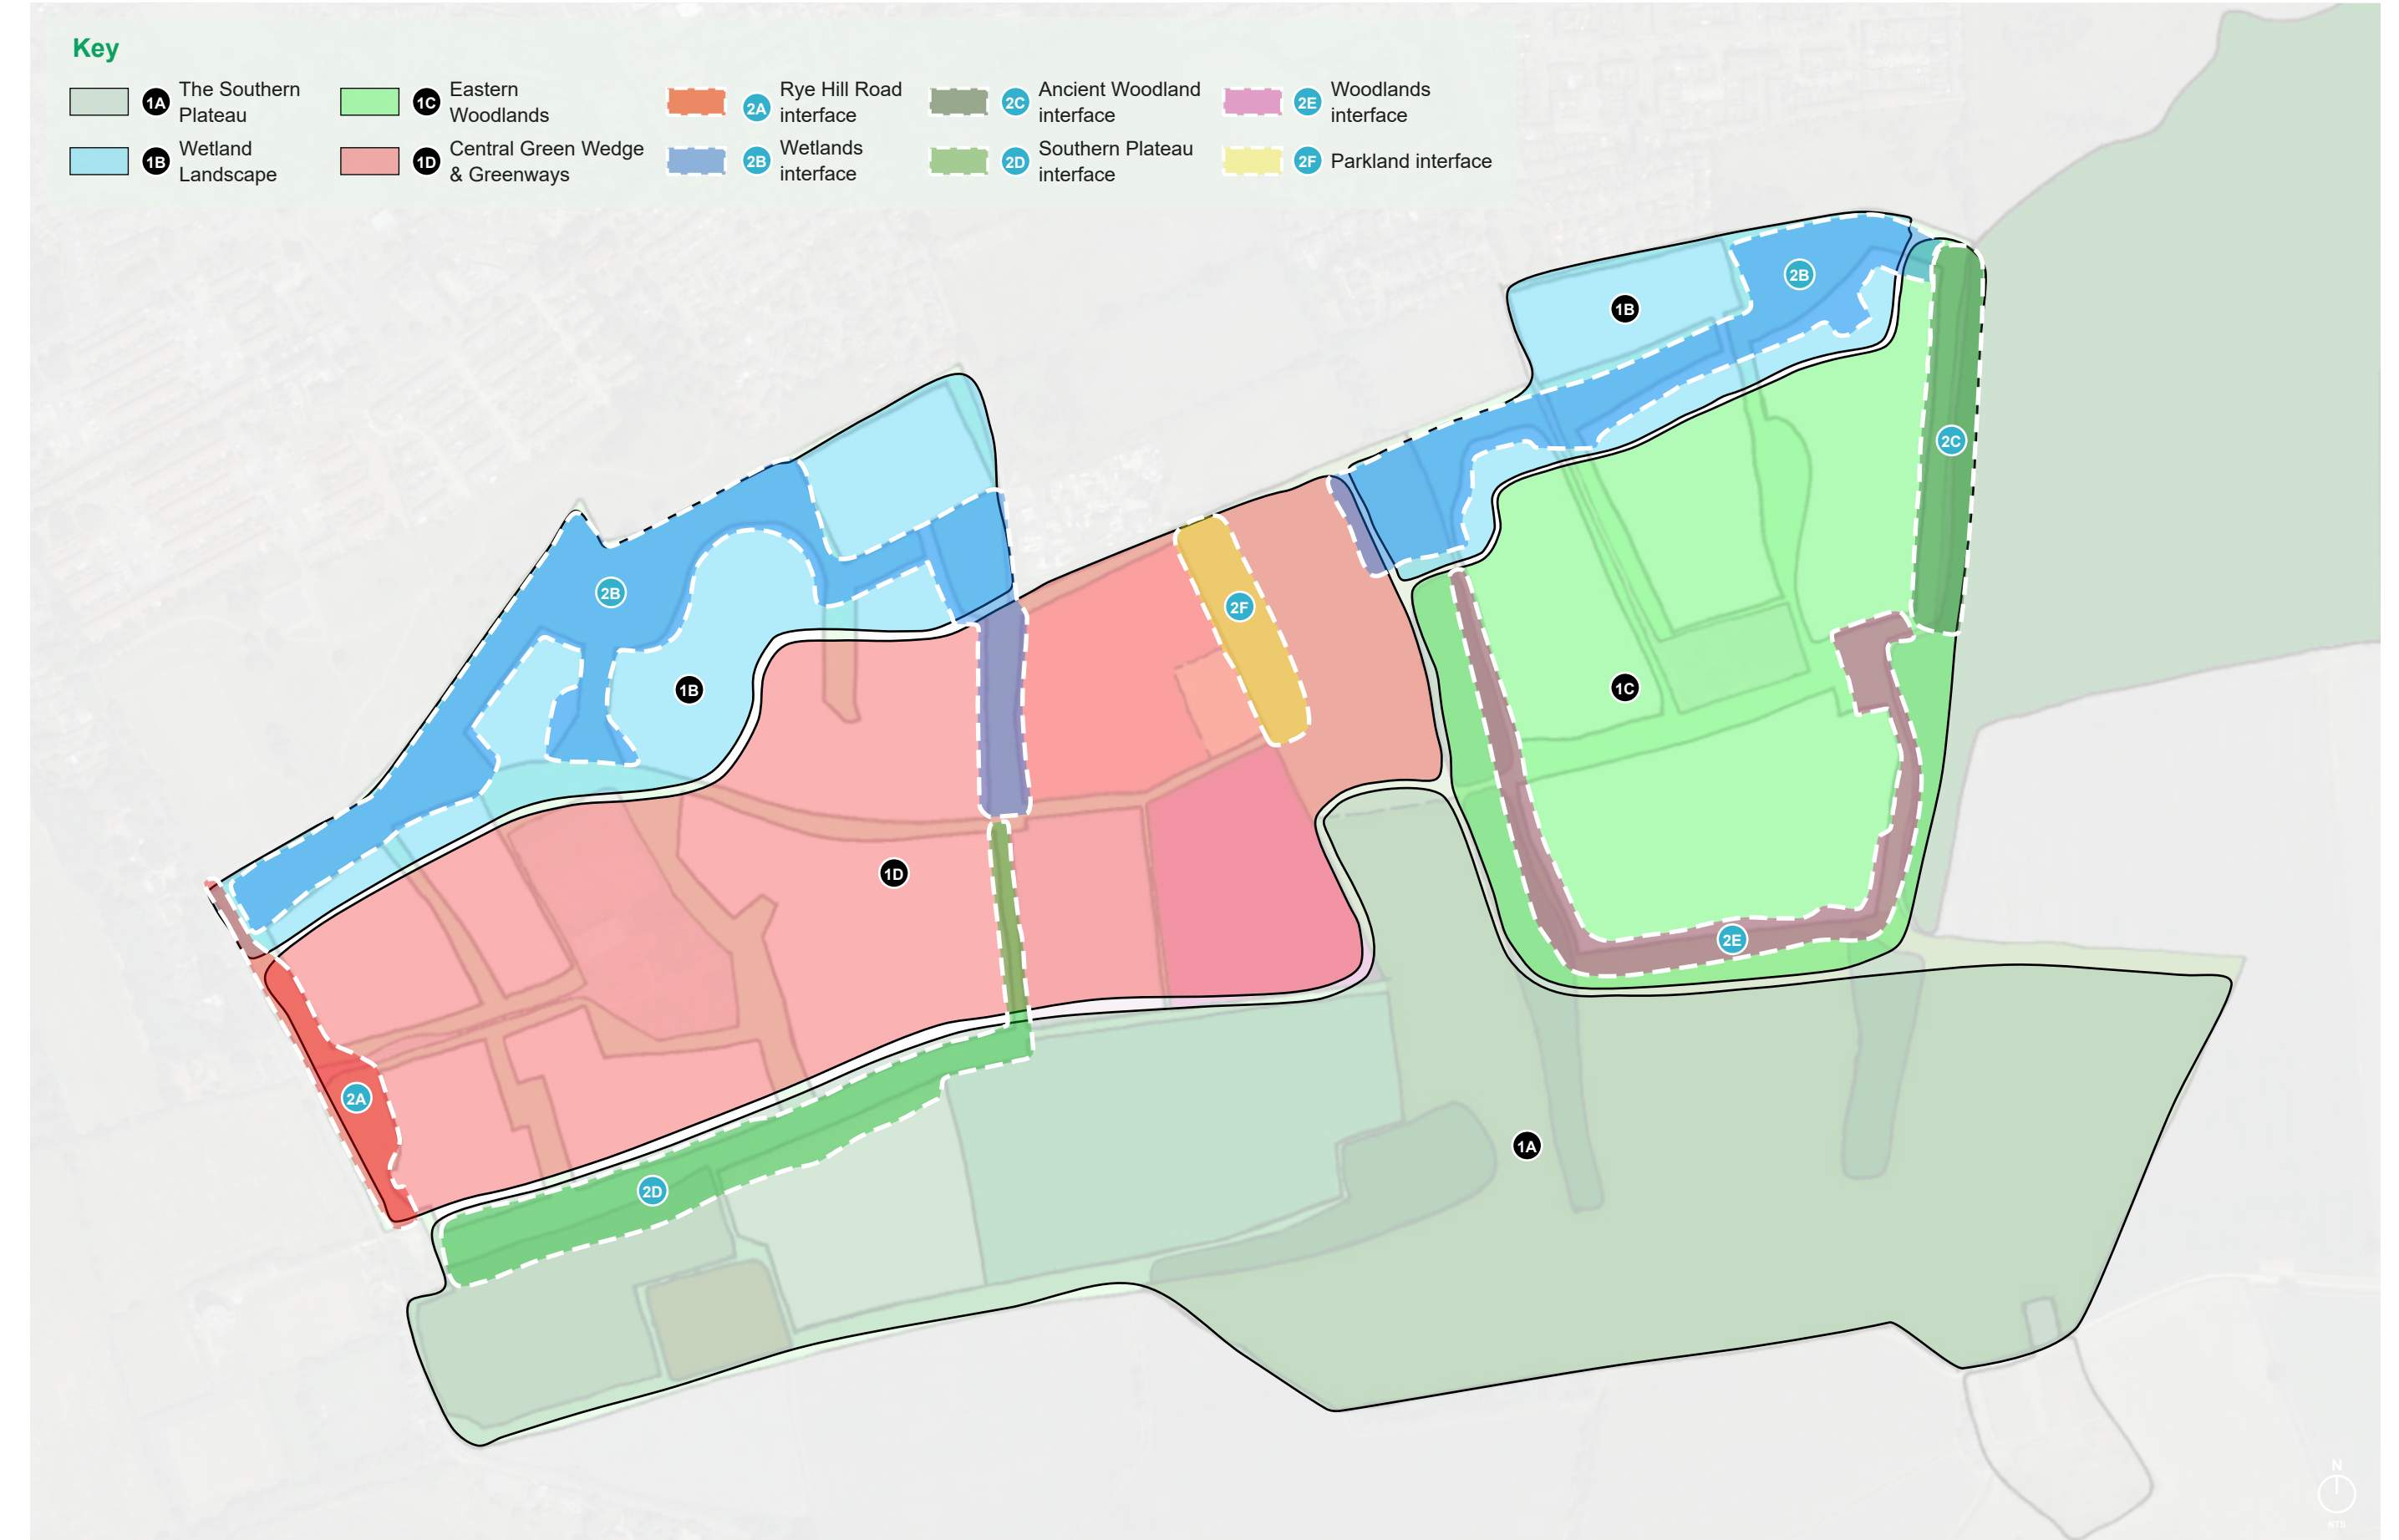 Key
1A The Southern
Plateau
1B Wetland
Landscape
1C Eastern
Woodlands
1D Central Green Wedge
& Greenways
2A Rye Hill Road
interface
2B Wetlands
interface
2C Ancient Woodland
interface
2D Southern Plateau
interface
2E Woodlands
interface
2F Parkland interface
2B
1B
2C
2B
2F
1B
1C
1D
2E
2A
1A
2D
N
NTS